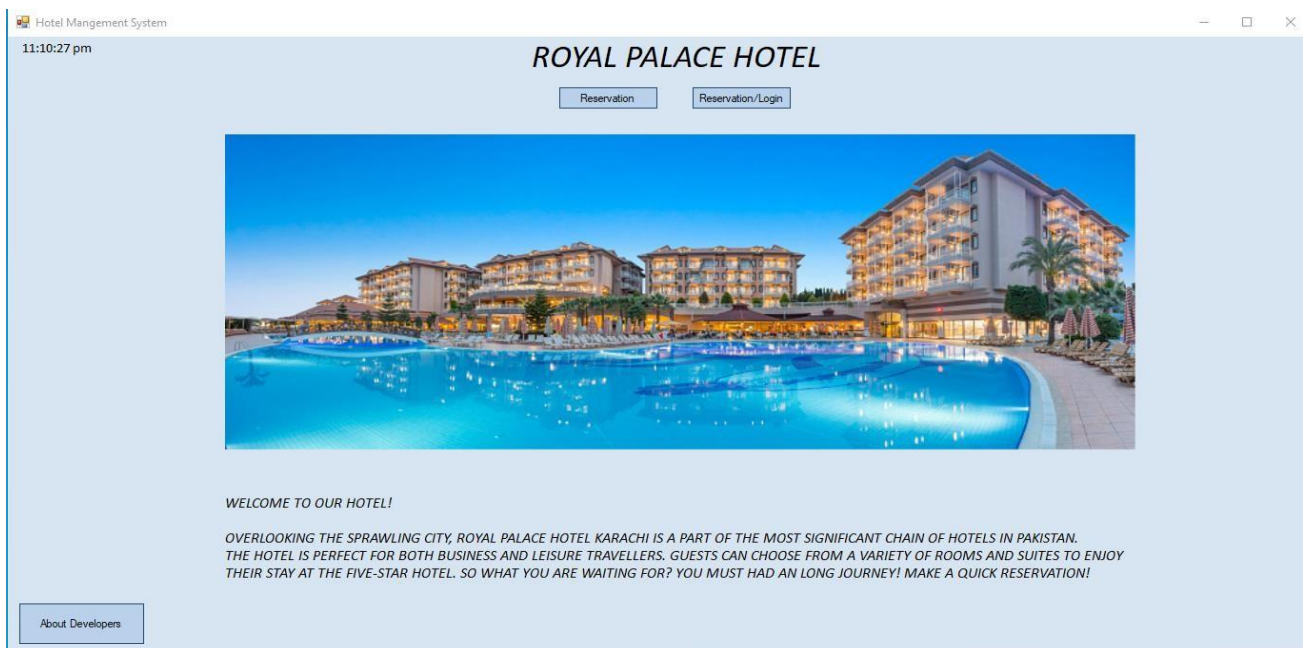 Hotel Mangement System
11:10:27 pm
ROYAL PALACE HOTEL
Reservation
Reservation/Login
WELCOME TO OUR HOTEL!
OVERLOOKING THE SPRAWLING CITY, ROYAL PALACE HOTEL KARACHI IS A PART OF THE MOST SIGNIFICANT CHAIN OF HOTELS IN PAKISTAN.
THE HOTEL IS PERFECT FOR BOTH BUSINESS AND LEISURE TRAVELLERS. GUESTS CAN CHOOSE FROM A VARIETY OF ROOMS AND SUITES TO ENJOY
THEIR STAY AT THE FIVE-STAR HOTEL. SO WHAT YOU ARE WAITING FOR? YOU MUST HAD AN LONG JOURNEY! MAKE A QUICK RESERVATION!
About Developers